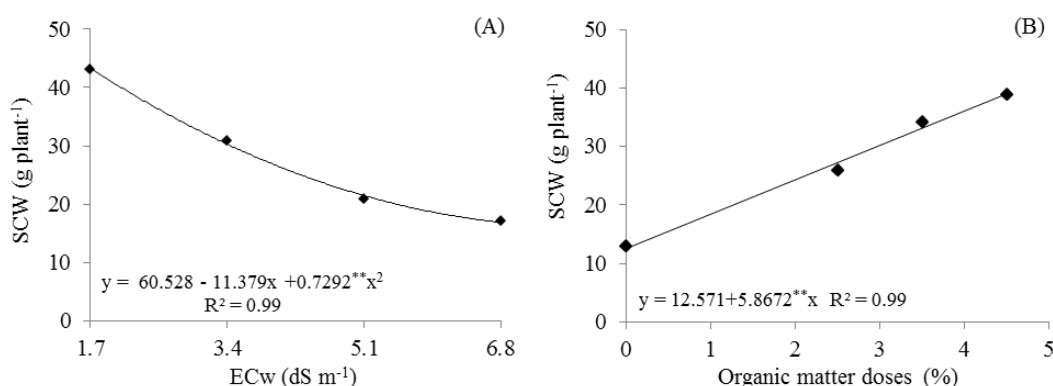 (A)
SCW (g plant-1)
50
40
30
20
10
0
y = 60.528 - 11.379x +0.7292**x2
R2 = 0.99
1.7 3.4 5.1 6.8
ECw (dS m-1)
(B)
SCW (g plant-1)
50
40
30
20
10
0
y = 12.571+5.8672**x R2 = 0.99
0 1 2 3 4 5
Organic matter doses (%)